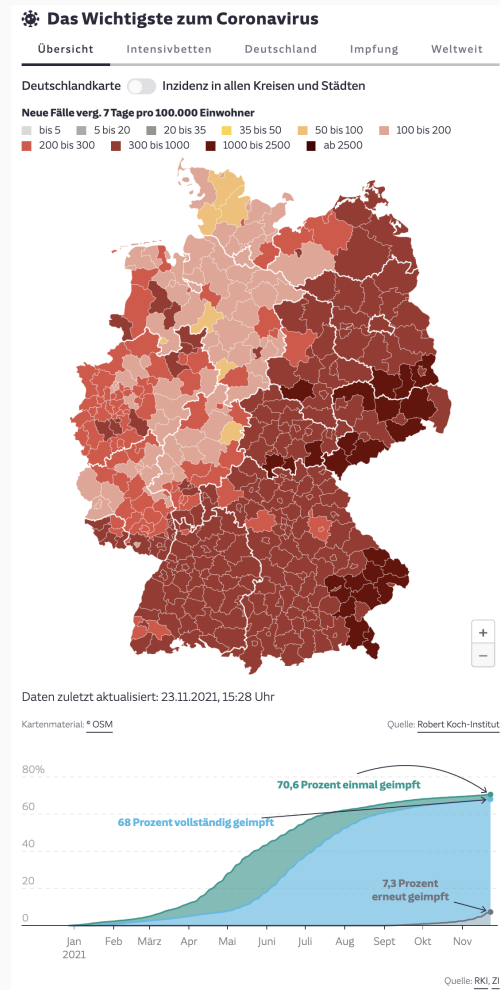 Das Wichtigste zum Coronavirus
Übersicht Intensivbetten Deutschland Impfung Weltweit
Deutschlandkarte Inzidenz in allen Kreisen und Städten
Neue Fälle verg. 7 Tage pro 100.000 Einwohner
bis 5 5 bis 20 20 bis 35 35 bis 50 50 bis 100 100 bis 200
200 bis 300 300 bis 1000 1000 bis 2500 ab 2500
+
−
Daten zuletzt aktualisiert: 23.11.2021, 15:28 Uhr
Kartenmaterial: © OSM Quelle: Robert Koch-Institut
80%
70,6 Prozent einmal geimpft
60
68 Prozent vollständig geimpft
40
20
7,3 Prozent
erneut geimpft
0
Jan Feb März Apr Mai Juni Juli Aug Sept Okt Nov
2021
Quelle: RKI, ZI